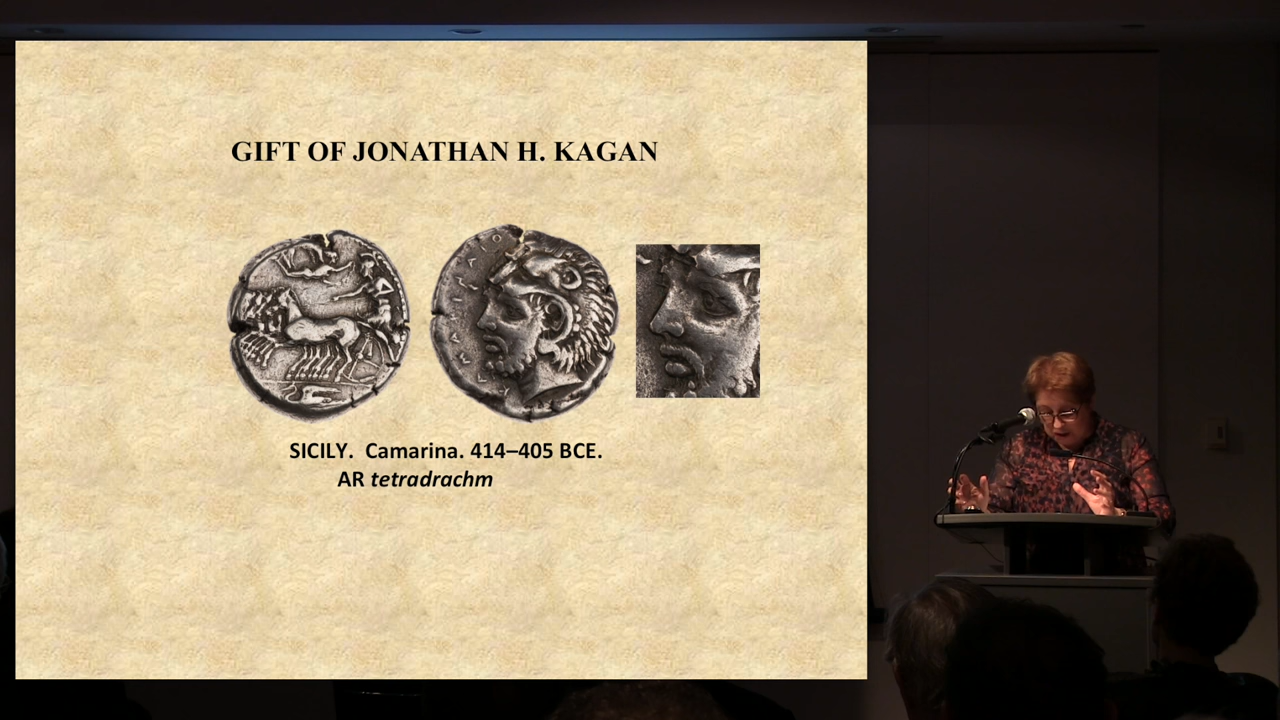 GIFT OF JONATHAN H. KAGAN
SICILY. Camarina. 414–405 BCE.
AR tetradrachm